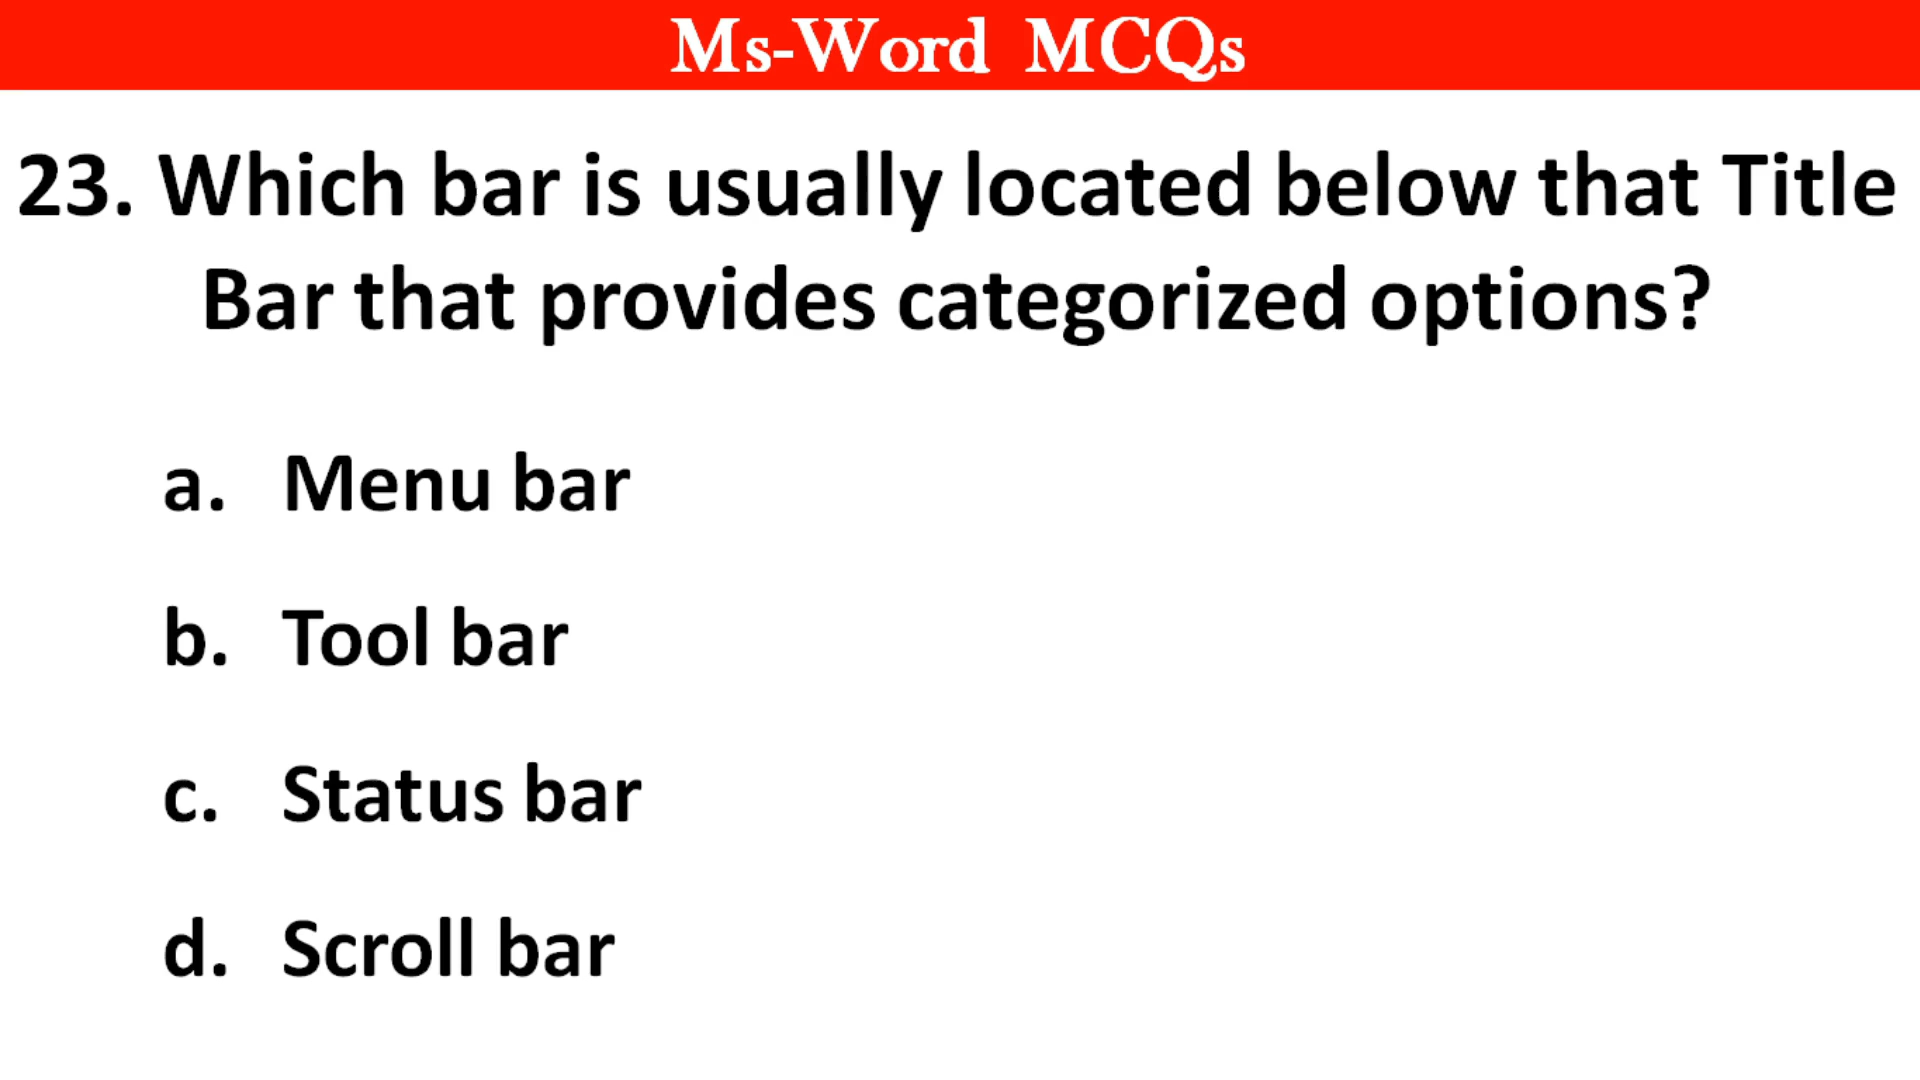 Ms-Word MCQs
23. Which bar is usually located below that Title
Bar that provides categorized options?
a. Menu bar
b. Tool bar
c. Status bar
d. Scroll bar